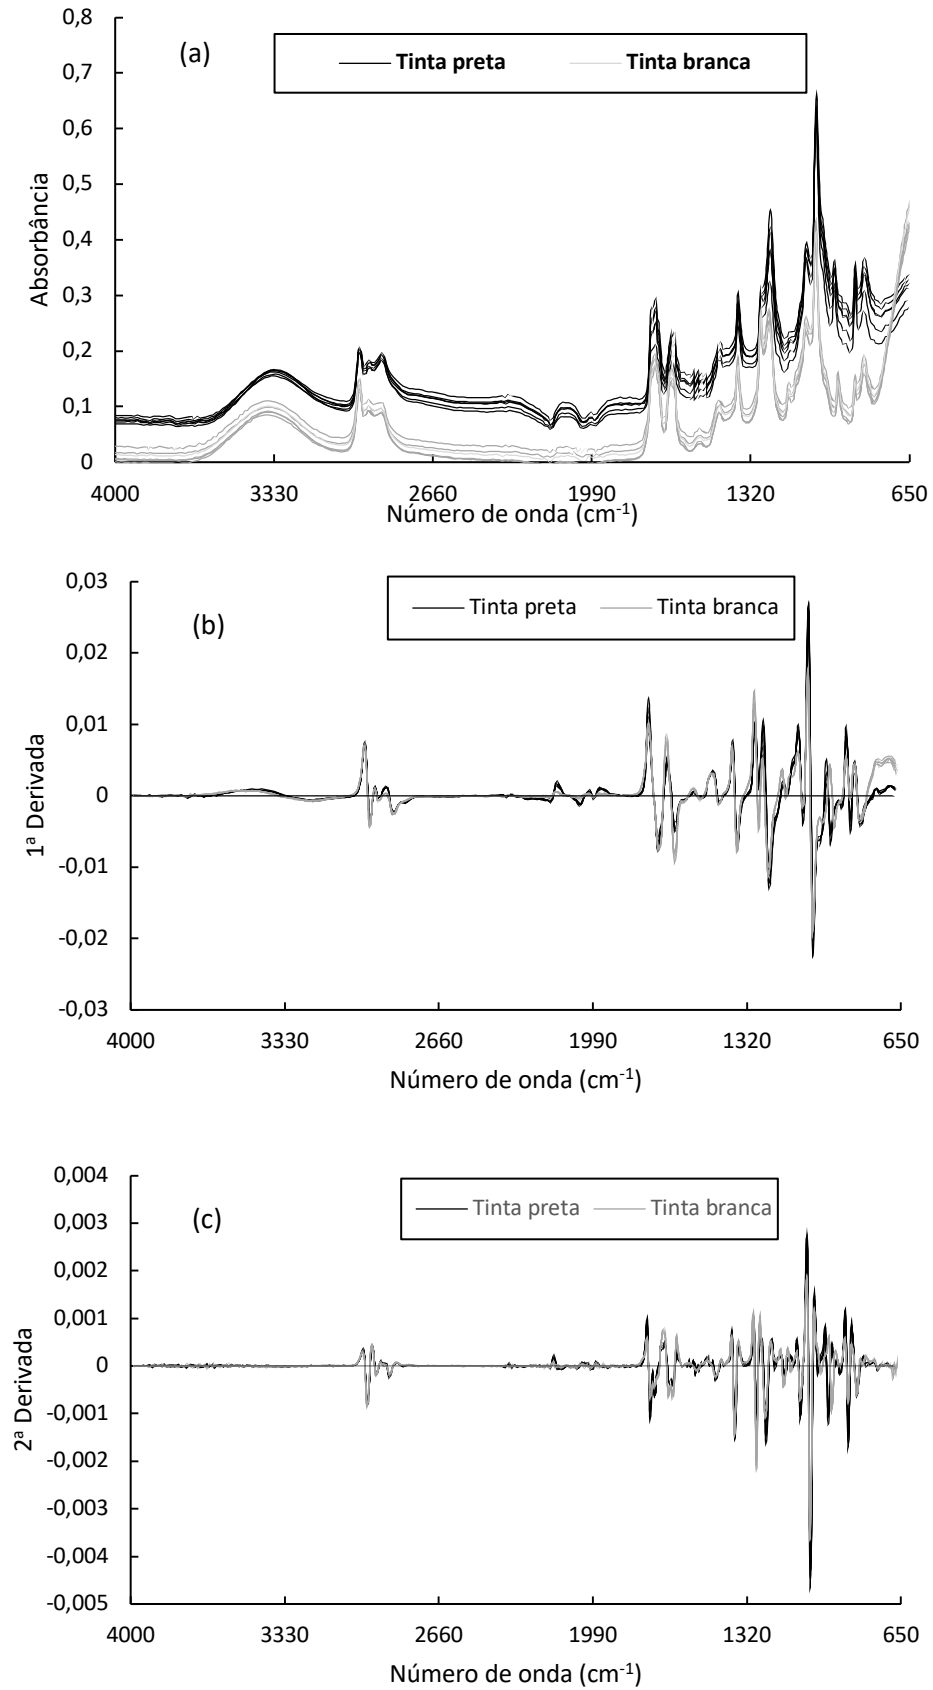 0,8
(a)
Tinta preta
Tinta branca
0,7
0,6
0,5
0,4
0,3
0,2
0,1
0
Absorbância
4000 3330 2660 1990 1320 650
Número de onda (cm-1)
0,03
Tinta preta
Tinta branca
(b)
0,02
0,01
0
-0,01
-0,02
-0,03
1ª Derivada
4000 3330 2660 1990 1320 650
Número de onda (cm-1)
0,004
Tinta preta
Tinta branca
(c)
0,003
0,002
0,001
0
-0,001
-0,002
-0,003
-0,004
-0,005
2ª Derivada
4000 3330 2660 1990 1320 650
Número de onda (cm-1)